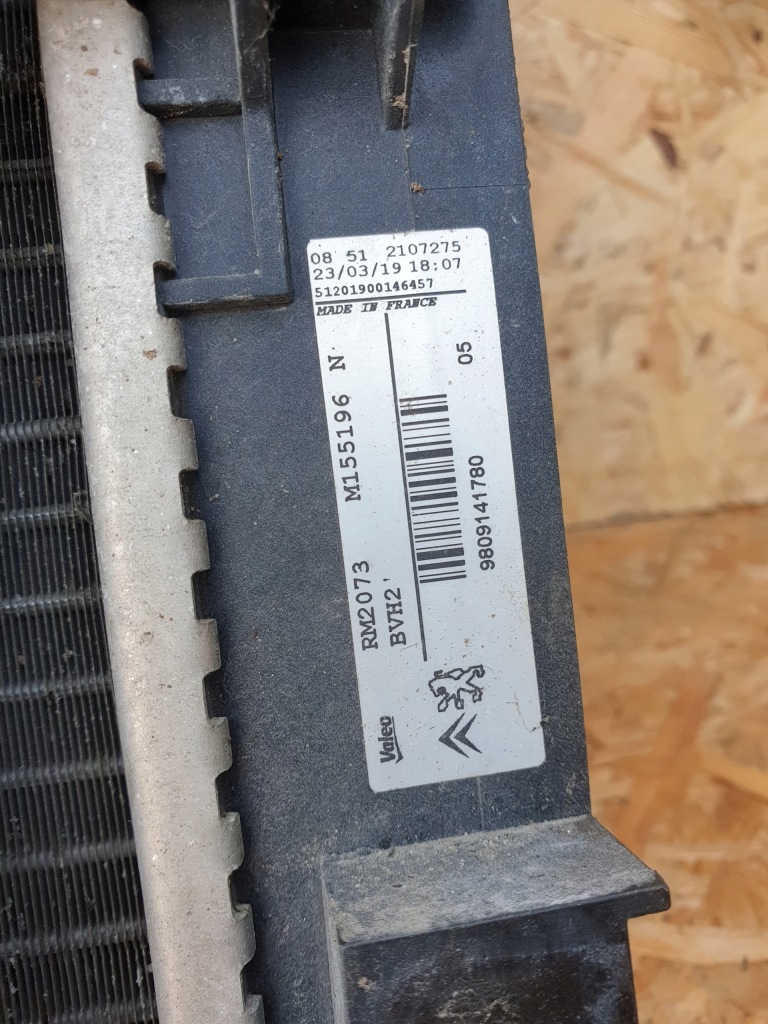 08 51 2107275
23/03/19 18:07
51201900146457
MADE IN FRANCE
RM2073 M155196 N
BVH2'
05
9809141780
Valeo